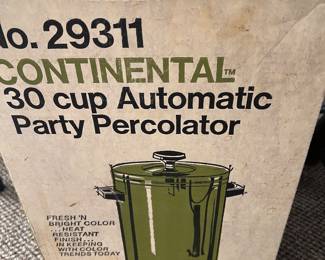 No. 29311
CONTINENTAL™
30 cup Automatic
Party Percolator
FRESH 'N
BRIGHT COLOR
...HEAT
RESISTANT
FINISH...
IN KEEPING
WITH COLOR
TRENDS TODAY